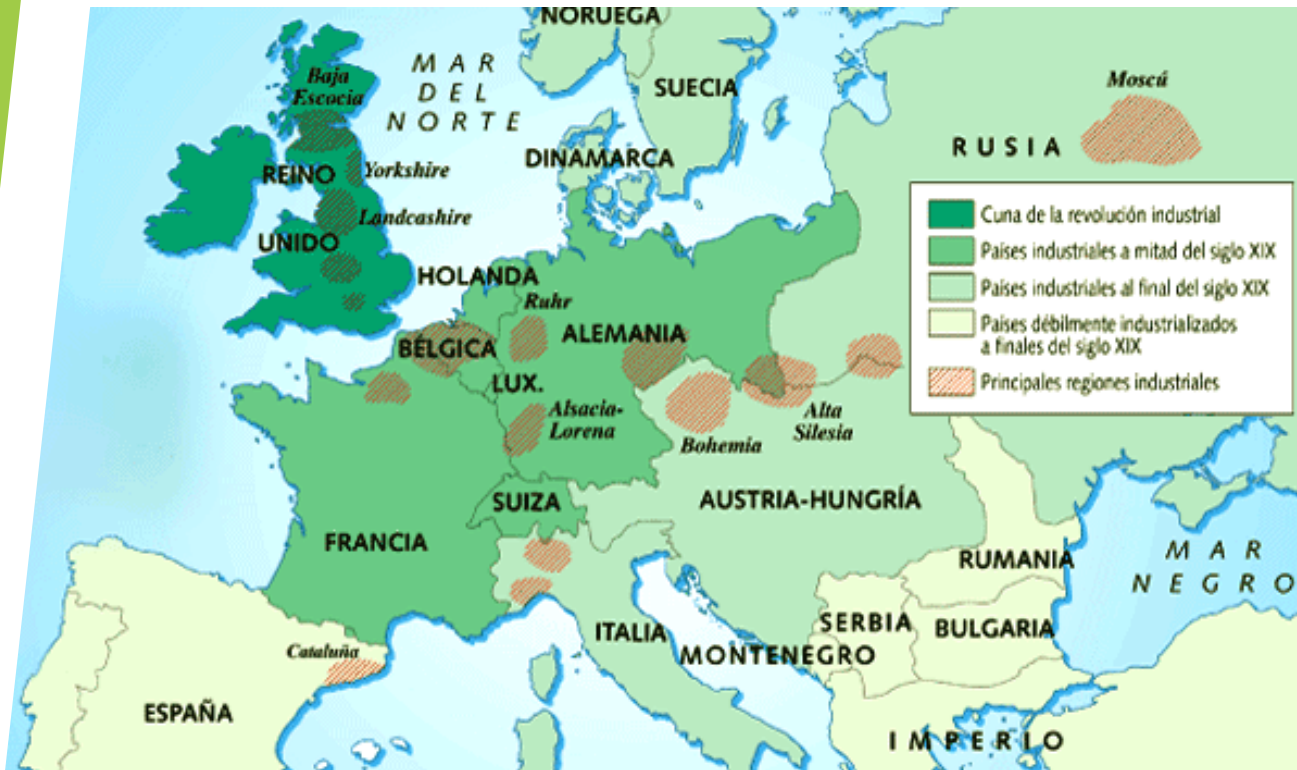 NORUEGA
MAR
DEL
NORTE
SUECIA
Baja
Escocia
Moscú
RUSIA
DINAMARCA
REINO
Yorkshire
Landcashire
UNIDO
HOLANDA
Ruhr
ALEMANIA
BÉLGICA
LUX.
Alsacia-
Lorena
Bohemia
Alta
Silesia
Cuna de la revolución industrial
Países industriales a mitad del siglo XIX
Países industriales al final del siglo XIX
Países débilmente industrializados
a finales del siglo XIX
Principales regiones industriales
SUIZA
AUSTRIA-HUNGRÍA
FRANCIA
RUMANIA
MAR
NEGRO
SERBIA
BULGARIA
ITALIA
MONTENEGRO
Cataluña
ESPAÑA
IMPERIO